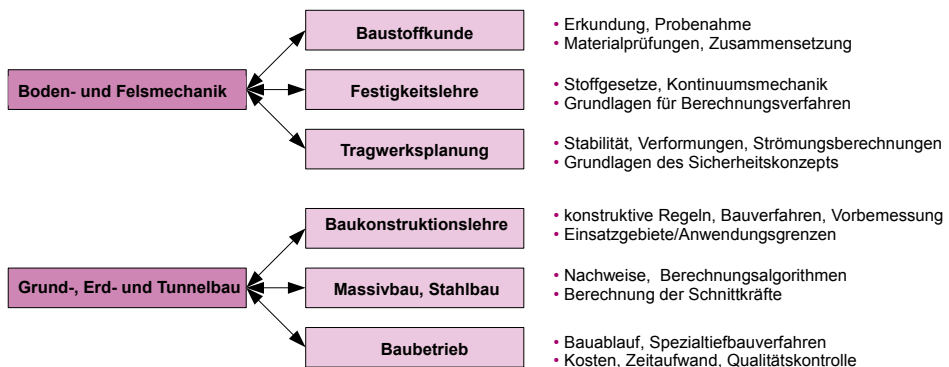 Baustoffkunde
• Erkundung, Probenahme
• Materialprüfungen, Zusammensetzung
Boden- und Felsmechanik
Festigkeitslehre
• Stoffgesetze, Kontinuumsmechanik
• Grundlagen für Berechnungsverfahren
Tragwerksplanung
• Stabilität, Verformungen, Strömungsberechnungen
• Grundlagen des Sicherheitskonzepts
Baukonstruktionslehre
• konstruktive Regeln, Bauverfahren, Vorbemessung
• Einsatzgebiete/Anwendungsgrenzen
Grund-, Erd- und Tunnelbau
Massivbau, Stahlbau
• Nachweise, Berechnungsalgorithmen
• Berechnung der Schnittkräfte
Baubetrieb
• Bauablauf, Spezialtiefbauverfahren
• Kosten, Zeitaufwand, Qualitätskontrolle